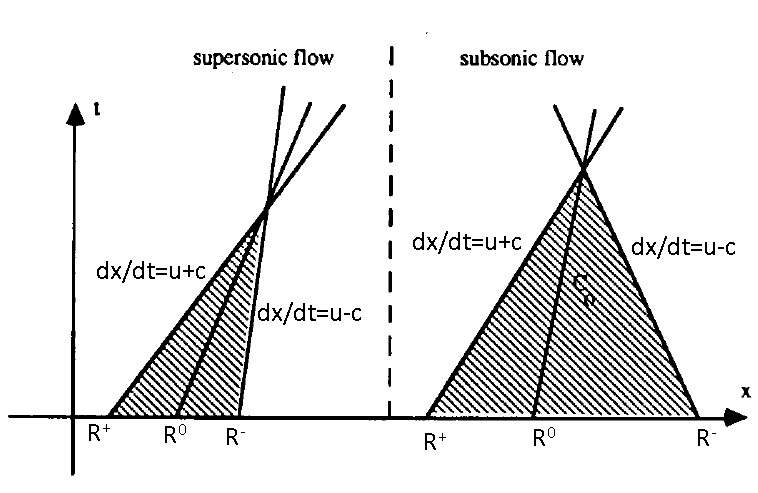 supersonic flow
subsonic flow
t
dx/dt=u+c
dx/dt=u-c
dx/dt=u+c
dx/dt=u-c
C₀
x
R⁺
R⁰
R⁻
R⁺
R⁰
R⁻